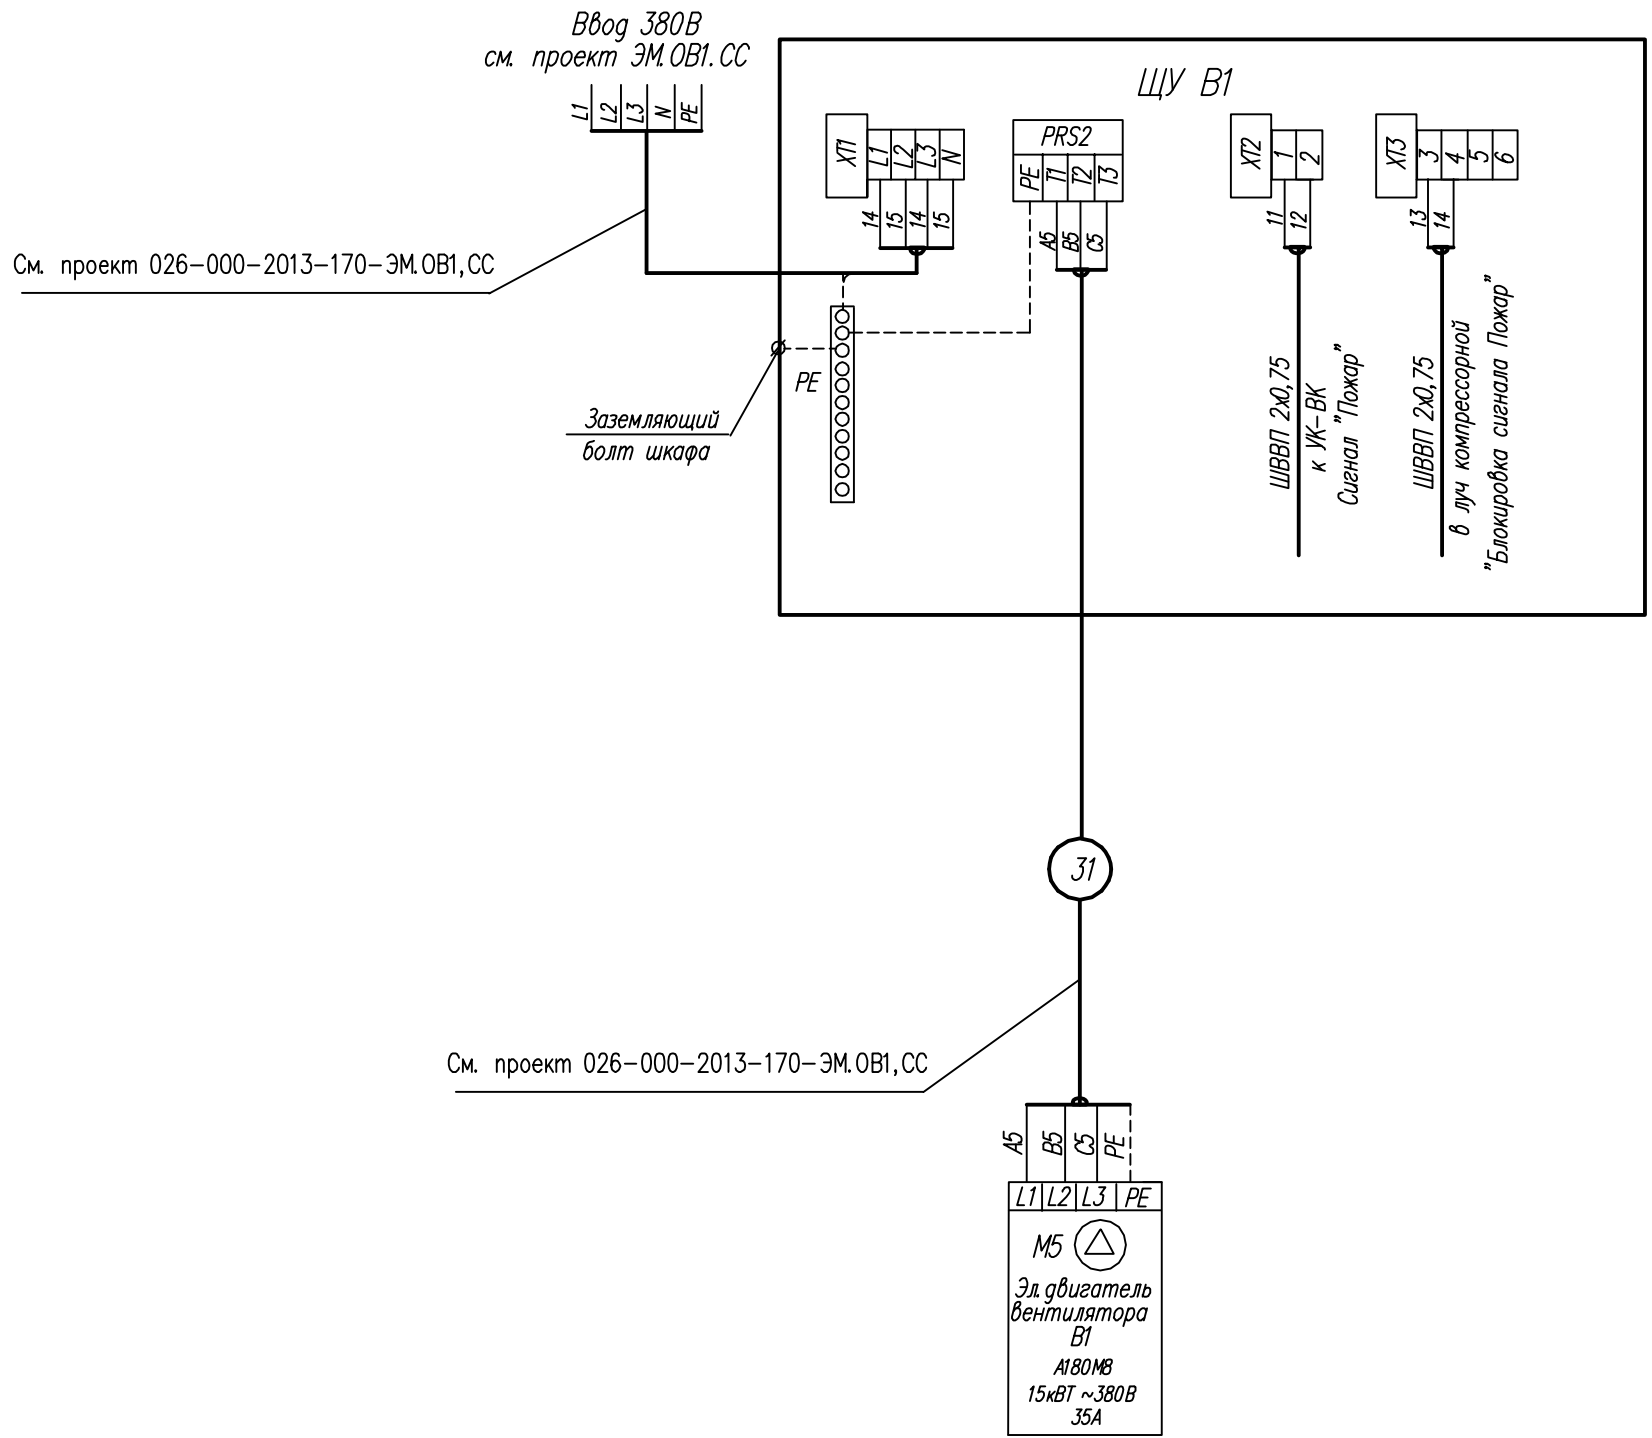 Ввод 380В
см. проект ЭМ.ОВ1.СС
L1 L2 L3 N PE
ЩУ В1
XT1 L1 L2 L3 N
14 15 14 15
PRS2
PE T1 T2 T3
A5 B5 C5
XT2 1 2
11 12
XT3 3 4 5 6
13 14
См. проект 026-000-2013-170-ЭМ.ОВ1,СС
PE
Заземляющий
болт шкафа
ШВВП 2х0,75
к УК-ВК
Сигнал "Пожар"
ШВВП 2х0,75
в луч компрессорной
"Блокировка сигнала Пожар"
31
См. проект 026-000-2013-170-ЭМ.ОВ1,СС
A5 B5 C5 PE
L1 L2 L3 PE
М5
Эл.двигатель
вентилятора
В1
А180М8
15кВТ ~380В
35А